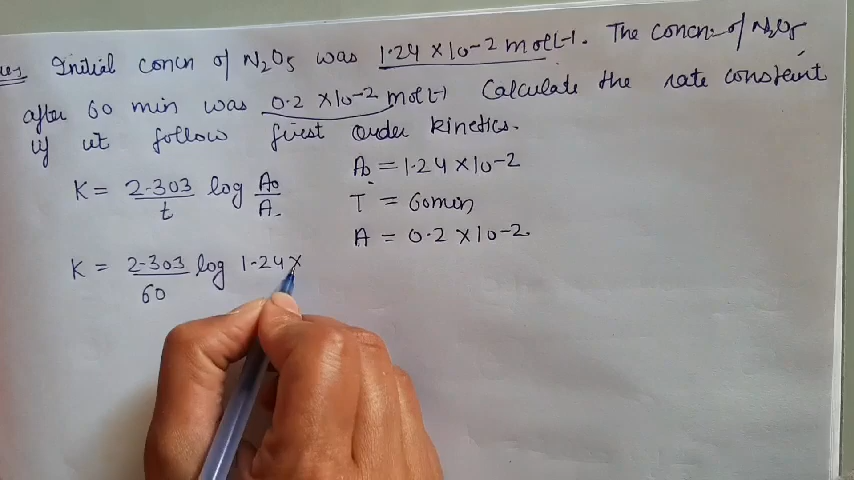 Initial concn of N2O5 was 1.24 × 10-2 mol L-1. The concn of N2O5
after 60 min was 0.2 × 10-2 mol L-1 Calculate the rate constant
if it follow first order kinetics.
K = 2.303/t log A0/A
A0 = 1.24 × 10-2
T = 60 min
A = 0.2 × 10-2.
K = 2.303/60 log 1.24 ×